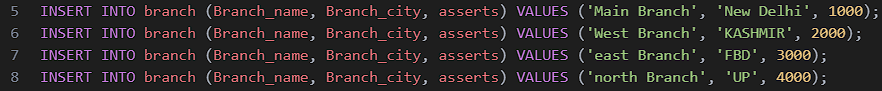 5 INSERT INTO branch (Branch_name, Branch_city, asserts) VALUES ('Main Branch', 'New Delhi', 1000);
6 INSERT INTO branch (Branch_name, Branch_city, asserts) VALUES ('West Branch', 'KASHMIR', 2000);
7 INSERT INTO branch (Branch_name, Branch_city, asserts) VALUES ('east Branch', 'FBD', 3000);
8 INSERT INTO branch (Branch_name, Branch_city, asserts) VALUES ('north Branch', 'UP', 4000);